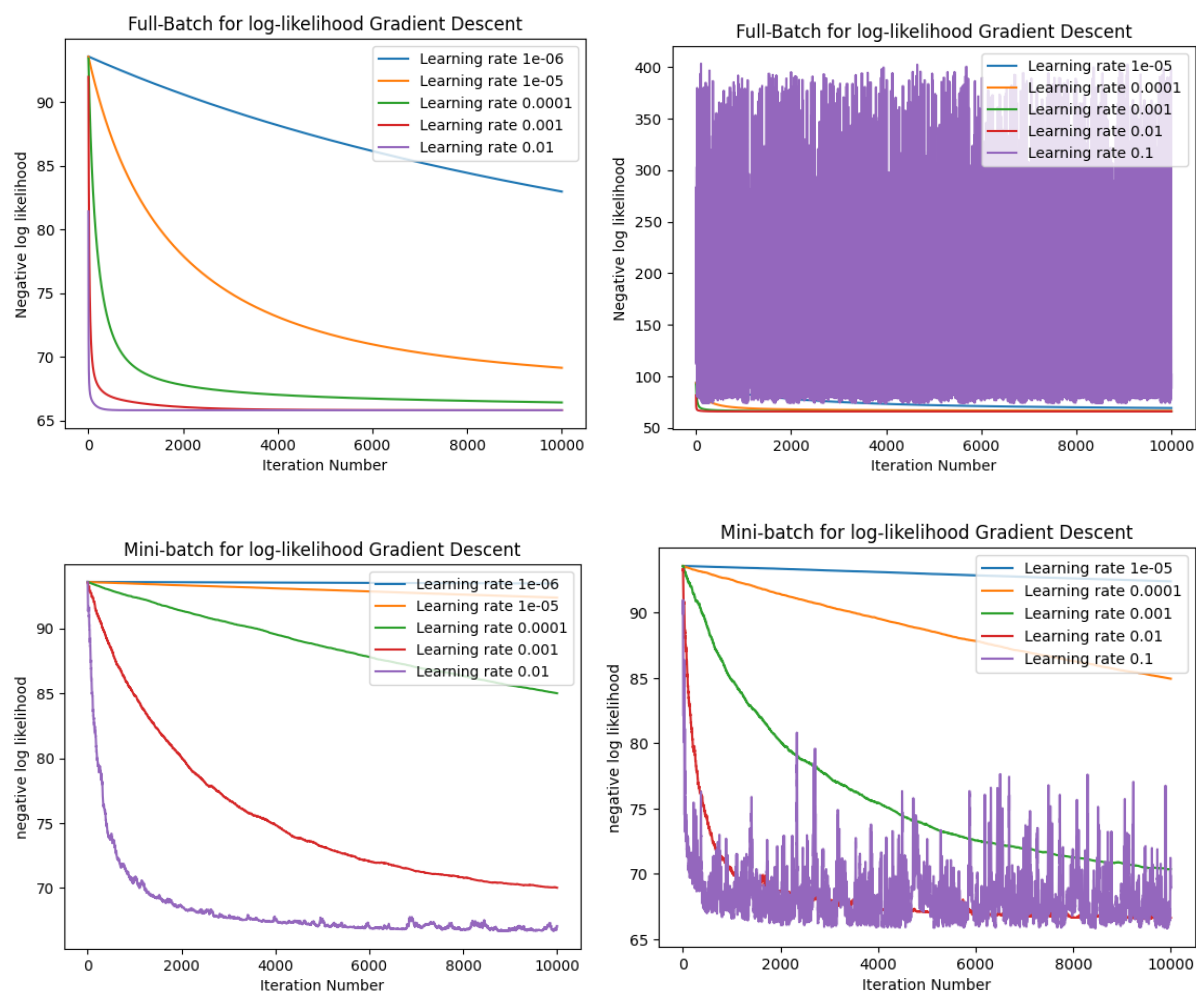 Full-Batch for log-likelihood Gradient Descent
Learning rate 1e-06
Learning rate 1e-05
Learning rate 0.0001
Learning rate 0.001
Learning rate 0.01
Negative log likelihood
90
85
80
75
70
65
0 2000 4000 6000 8000 10000
Iteration Number
Full-Batch for log-likelihood Gradient Descent
Learning rate 1e-05
Learning rate 0.0001
Learning rate 0.001
Learning rate 0.01
Learning rate 0.1
Negative log likelihood
400
350
300
250
200
150
100
50
0 2000 4000 6000 8000 10000
Iteration Number
Mini-batch for log-likelihood Gradient Descent
Learning rate 1e-06
Learning rate 1e-05
Learning rate 0.0001
Learning rate 0.001
Learning rate 0.01
negative log likelihood
90
85
80
75
70
0 2000 4000 6000 8000 10000
Iteration Number
Mini-batch for log-likelihood Gradient Descent
Learning rate 1e-05
Learning rate 0.0001
Learning rate 0.001
Learning rate 0.01
Learning rate 0.1
negative log likelihood
90
85
80
75
70
65
0 2000 4000 6000 8000 10000
Iteration Number